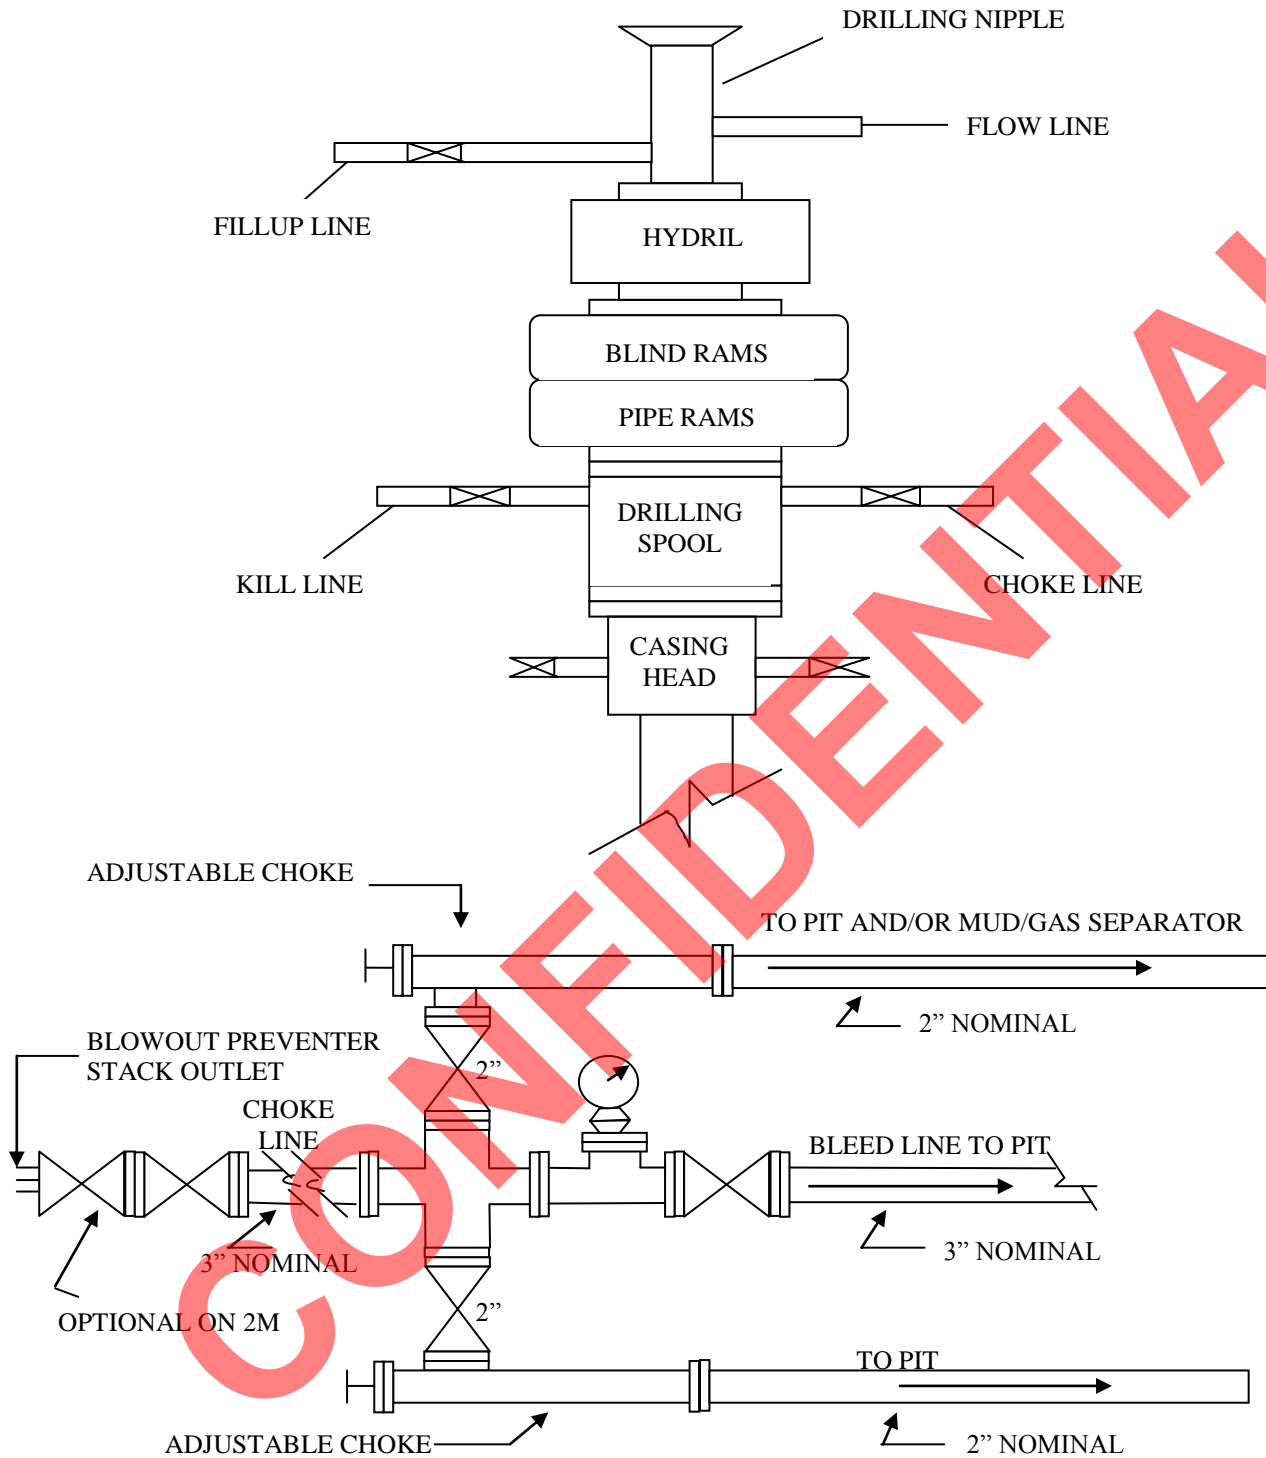 DRILLING NIPPLE
FLOW LINE
FILLUP LINE
HYDRIL
BLIND RAMS
PIPE RAMS
DRILLING
SPOOL
KILL LINE
CHOKE LINE
CASING
HEAD
ADJUSTABLE CHOKE
TO PIT AND/OR MUD/GAS SEPARATOR
2” NOMINAL
BLOWOUT PREVENTER
STACK OUTLET
2”
CHOKE
LINE
BLEED LINE TO PIT
3” NOMINAL
3” NOMINAL
OPTIONAL ON 2M
2”
TO PIT
ADJUSTABLE CHOKE
2” NOMINAL
CONFIDENTIAL